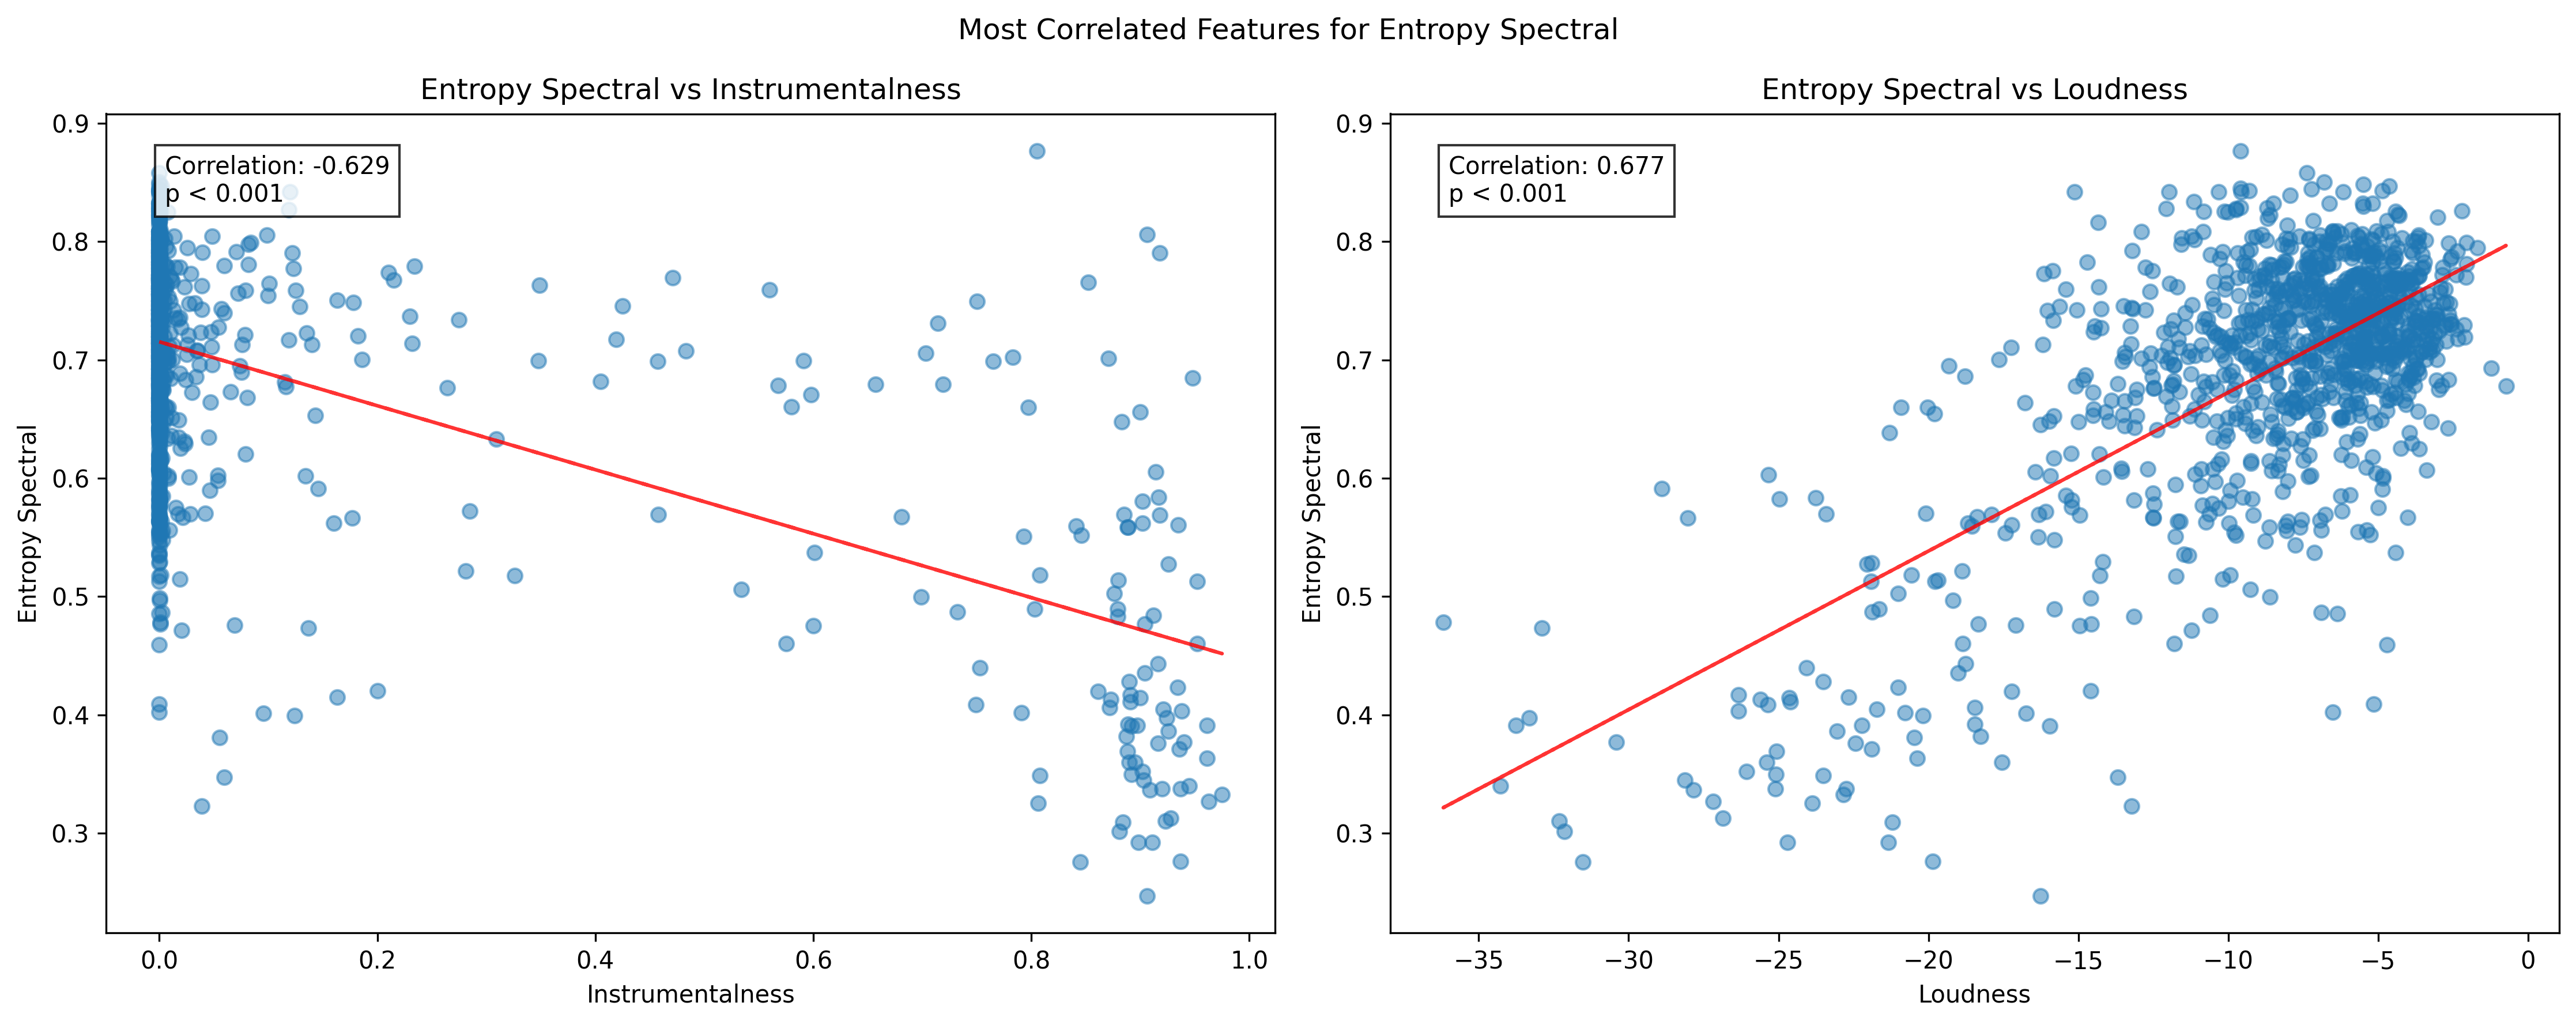 Most Correlated Features for Entropy Spectral
Entropy Spectral vs Instrumentalness
Correlation: -0.629
p < 0.001
Entropy Spectral
0.9
0.8
0.7
0.6
0.5
0.4
0.3
0.0 0.2 0.4 0.6 0.8 1.0
Instrumentalness
Entropy Spectral vs Loudness
Correlation: 0.677
p < 0.001
Entropy Spectral
0.9
0.8
0.7
0.6
0.5
0.4
0.3
−35 −30 −25 −20 −15 −10 −5 0
Loudness